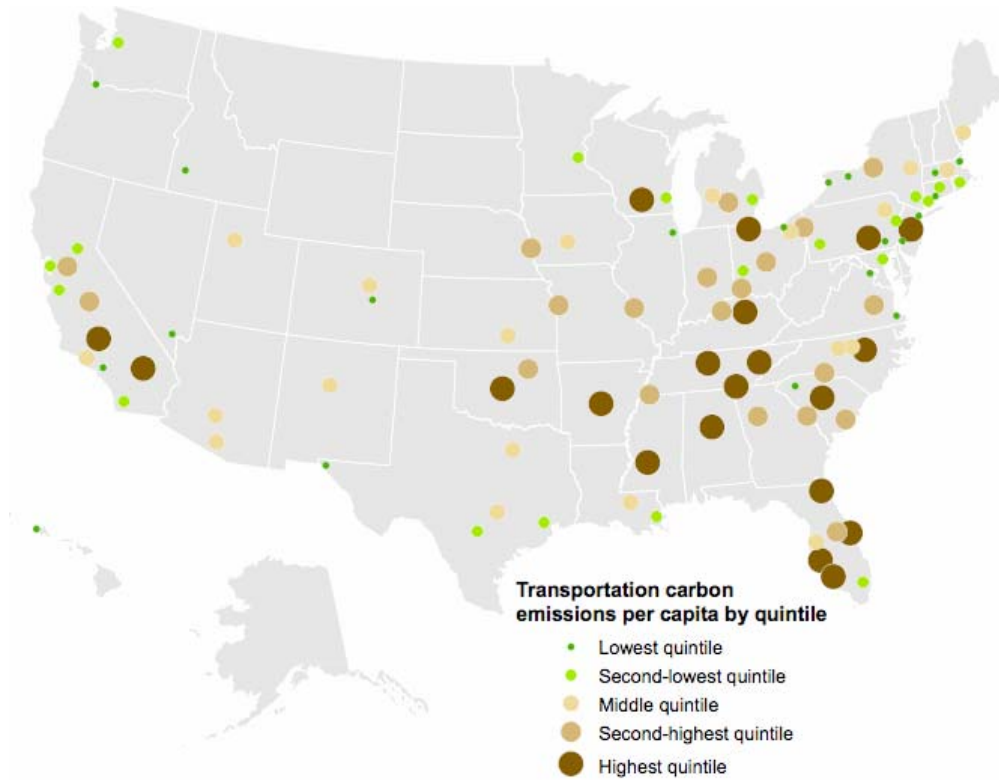 Transportation carbon
emissions per capita by quintile
Lowest quintile
Second-lowest quintile
Middle quintile
Second-highest quintile
Highest quintile